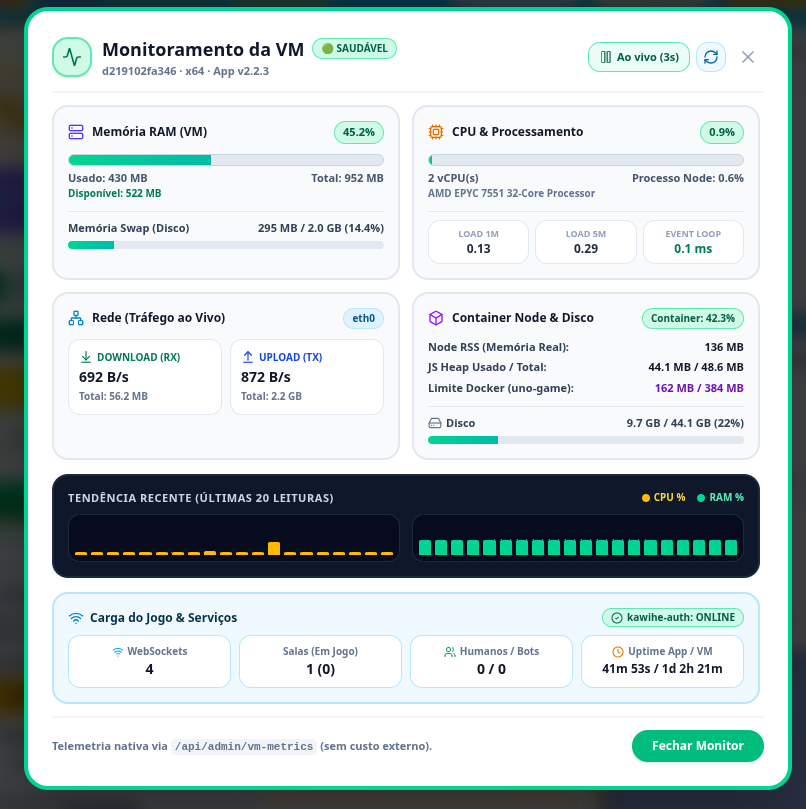 Monitoramento da VM
SAUDÁVEL
d219102fa346 · x64 · App v2.2.3
Ao vivo (3s)
Memória RAM (VM)
45.2%
Usado: 430 MB
Total: 952 MB
Disponível: 522 MB
Memória Swap (Disco)
295 MB / 2.0 GB (14.4%)
CPU & Processamento
0.9%
2 vCPU(s)
Processo Node: 0.6%
AMD EPYC 7551 32-Core Processor
LOAD 1M
0.13
LOAD 5M
0.29
EVENT LOOP
0.1 ms
Rede (Tráfego ao Vivo)
eth0
DOWNLOAD (RX)
692 B/s
Total: 56.2 MB
UPLOAD (TX)
872 B/s
Total: 2.2 GB
Container Node & Disco
Container: 42.3%
Node RSS (Memória Real):
136 MB
JS Heap Usado / Total:
44.1 MB / 48.6 MB
Limite Docker (uno-game):
162 MB / 384 MB
Disco
9.7 GB / 44.1 GB (22%)
TENDÊNCIA RECENTE (ÚLTIMAS 20 LEITURAS)
CPU %
RAM %
Carga do Jogo & Serviços
kawihe-auth: ONLINE
WebSockets
4
Salas (Em Jogo)
1 (0)
Humanos / Bots
0 / 0
Uptime App / VM
41m 53s / 1d 2h 21m
Telemetria nativa via /api/admin/vm-metrics (sem custo externo).
Fechar Monitor